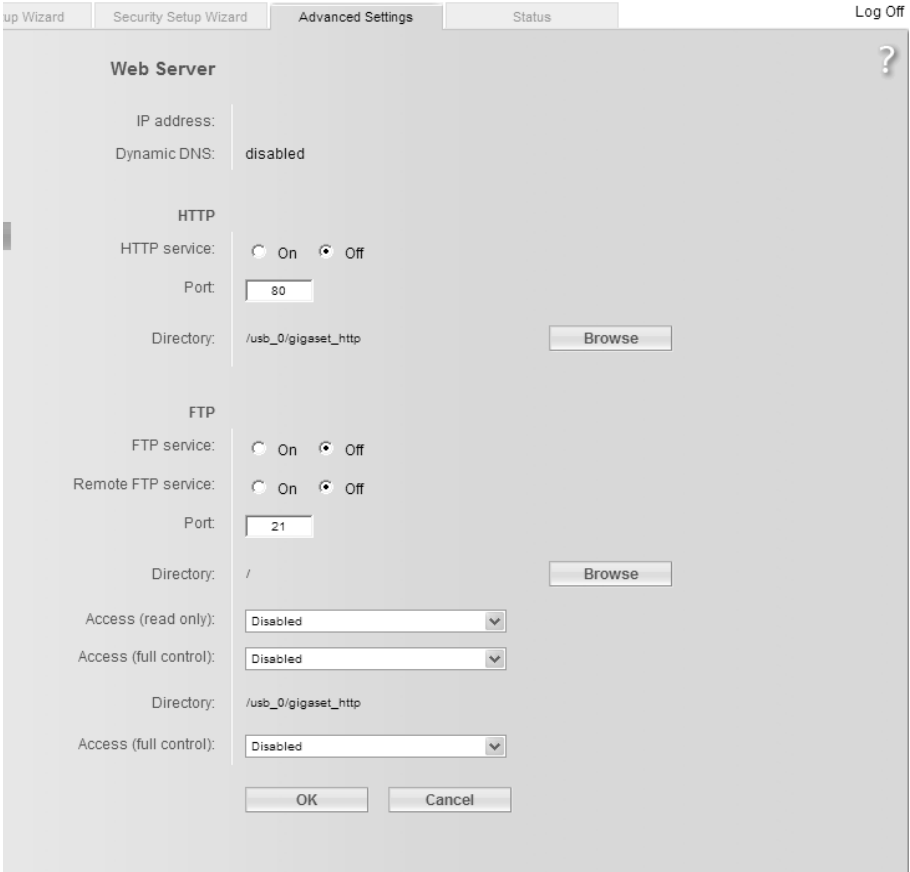 up Wizard Security Setup Wizard Advanced Settings Status Log Off
?
Web Server
IP address:
Dynamic DNS: disabled
HTTP
HTTP service: On Off
Port: 80
Directory: /usb_0/gigaset_http Browse
FTP
FTP service: On Off
Remote FTP service: On Off
Port: 21
Directory: / Browse
Access (read only): Disabled
Access (full control): Disabled
Directory: /usb_0/gigaset_http
Access (full control): Disabled
OK Cancel